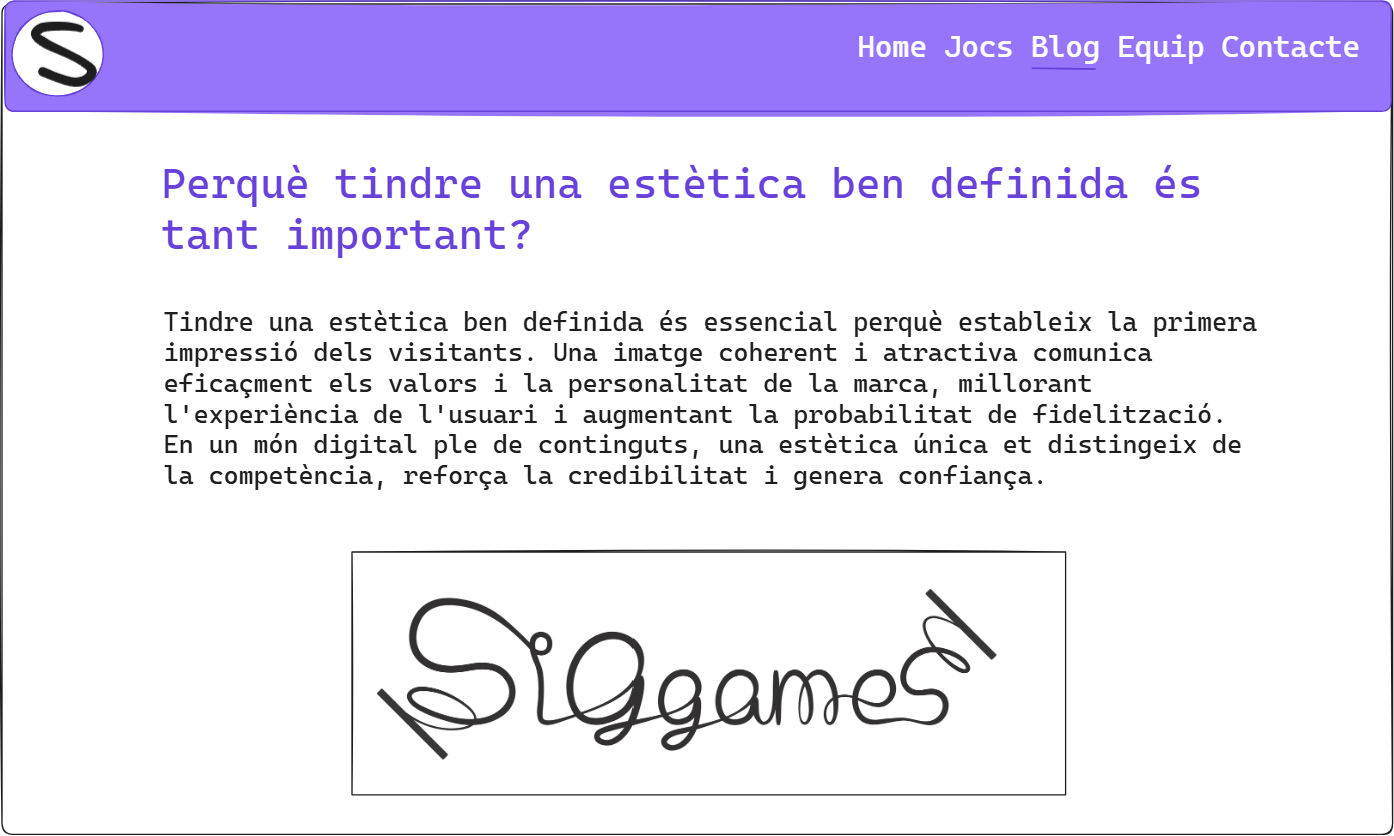 S
Home Jocs Blog Equip Contacte
Perquè tindre una estètica ben definida és
tant important?
Tindre una estètica ben definida és essencial perquè estableix la primera
impressió dels visitants. Una imatge coherent i atractiva comunica
eficaçment els valors i la personalitat de la marca, millorant
l'experiència de l'usuari i augmentant la probabilitat de fidelització.
En un món digital ple de continguts, una estètica única et distingeix de
la competència, reforça la credibilitat i genera confiança.
SiGgames